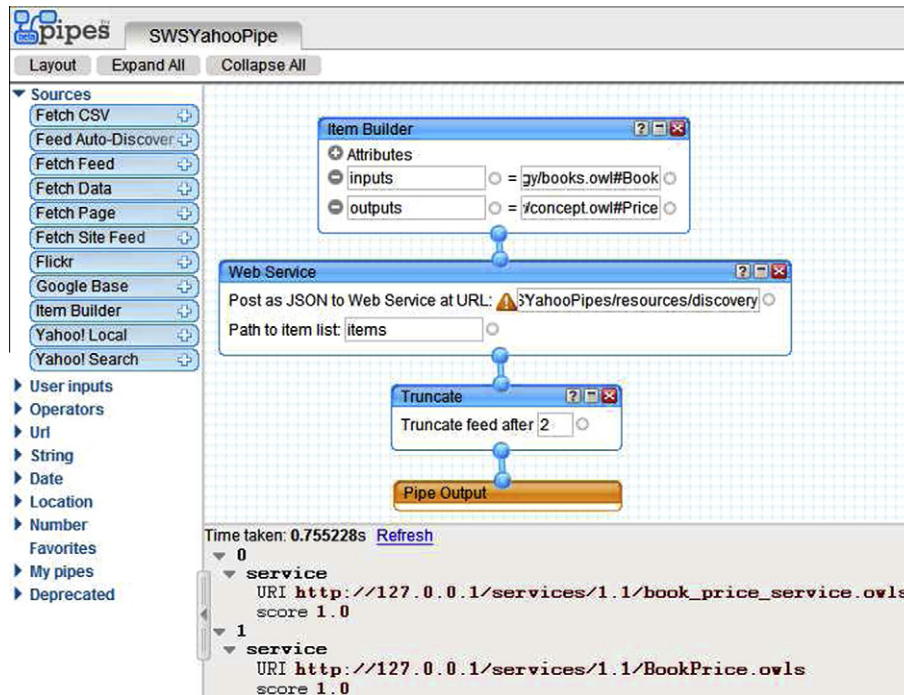 pipes
beta
SWSYahooPipe
Layout Expand All Collapse All
Sources
Fetch CSV
Feed Auto-Discover
Fetch Feed
Fetch Data
Fetch Page
Fetch Site Feed
Flickr
Google Base
Item Builder
Yahoo! Local
Yahoo! Search
User inputs
Operators
Url
String
Date
Location
Number
Favorites
My pipes
Deprecated
Item Builder
Attributes
inputs = gy/books.owl#Book
outputs = /concept.owl#Price
Web Service
Post as JSON to Web Service at URL: SYahooPipes/resources/discovery
Path to item list: items
Truncate
Truncate feed after 2
Pipe Output
Time taken: 0.755228s Refresh
0
service
URI http://127.0.0.1/services/1.1/book_price_service.owls
score 1.0
1
service
URI http://127.0.0.1/services/1.1/BookPrice.owls
score 1.0